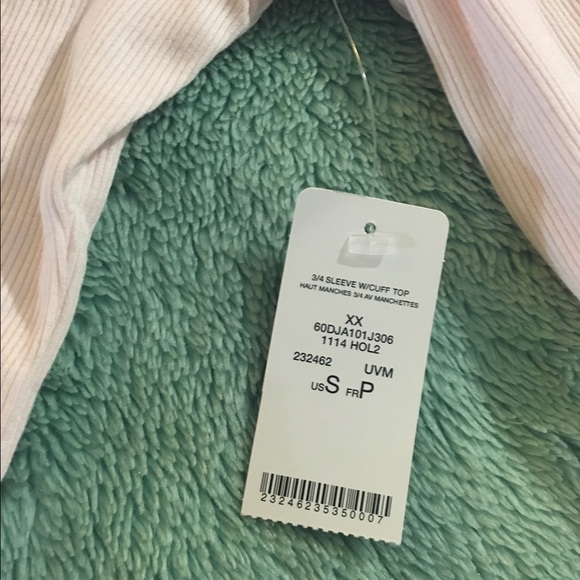 3/4 SLEEVE W/CUFF TOP
HAUT MANCHES 3/4 AV MANCHETTES
XX
60DJA101J306
1114 HOL2
232462 UVM
US S FR P
23246235350007